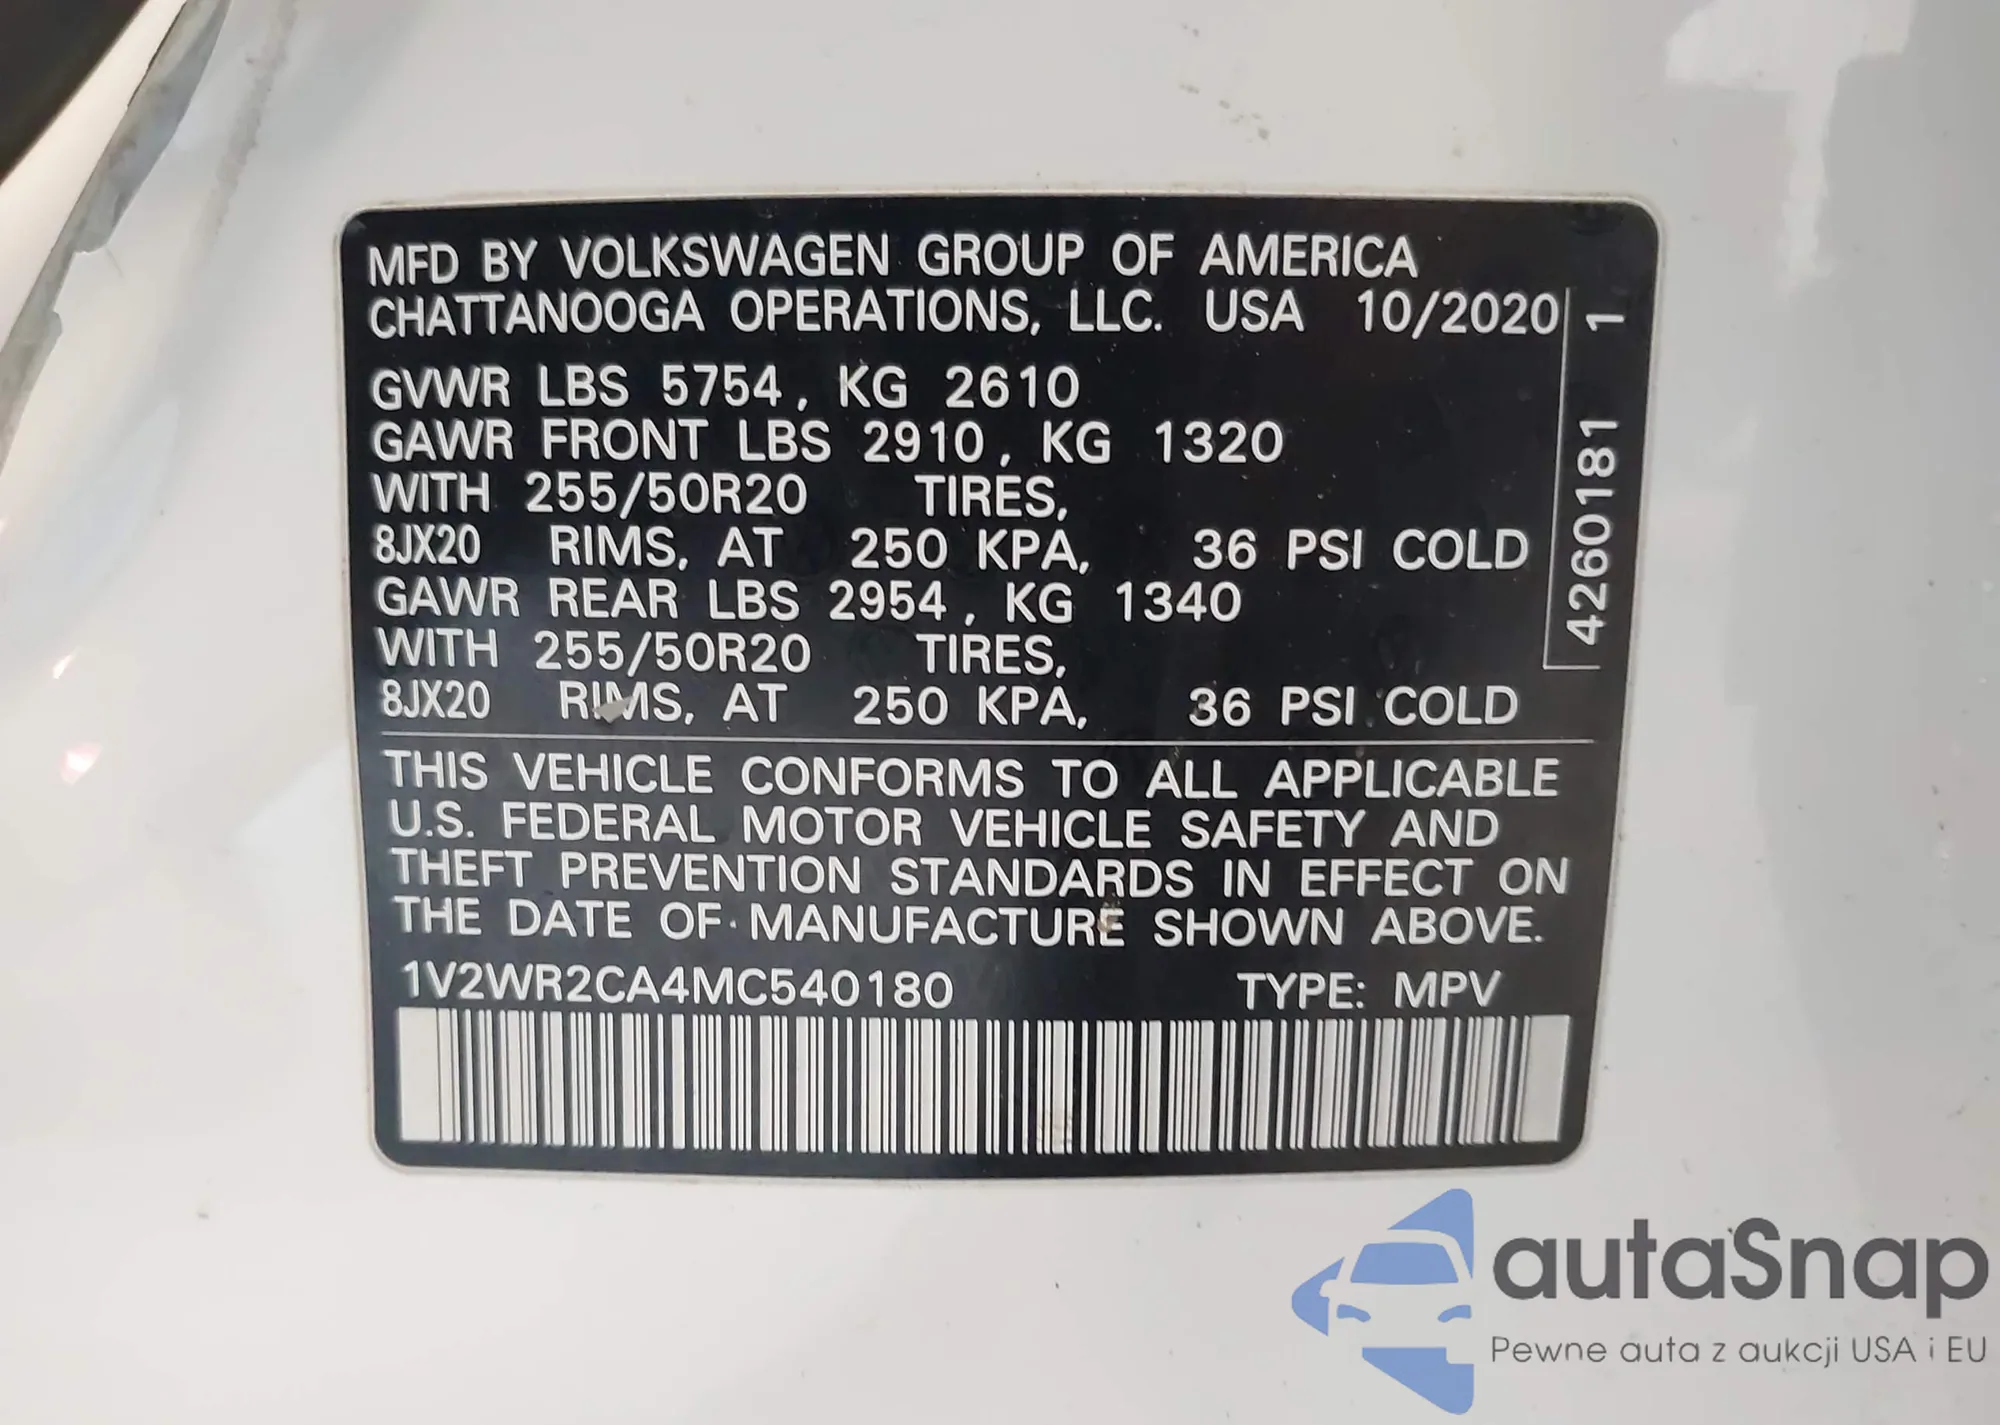 MFD BY VOLKSWAGEN GROUP OF AMERICA
CHATTANOOGA OPERATIONS, LLC. USA 10/2020
GVWR LBS 5754, KG 2610
GAWR FRONT LBS 2910, KG 1320
WITH 255/50R20 TIRES,
8JX20 RIMS, AT 250 KPA, 36 PSI COLD
GAWR REAR LBS 2954, KG 1340
WITH 255/50R20 TIRES,
8JX20 RIMS, AT 250 KPA, 36 PSI COLD
4260181 1
THIS VEHICLE CONFORMS TO ALL APPLICABLE
U.S. FEDERAL MOTOR VEHICLE SAFETY AND
THEFT PREVENTION STANDARDS IN EFFECT ON
THE DATE OF MANUFACTURE SHOWN ABOVE.
1V2WR2CA4MC540180 TYPE: MPV
autaSnap
Pewne auta z aukcji USA i EU